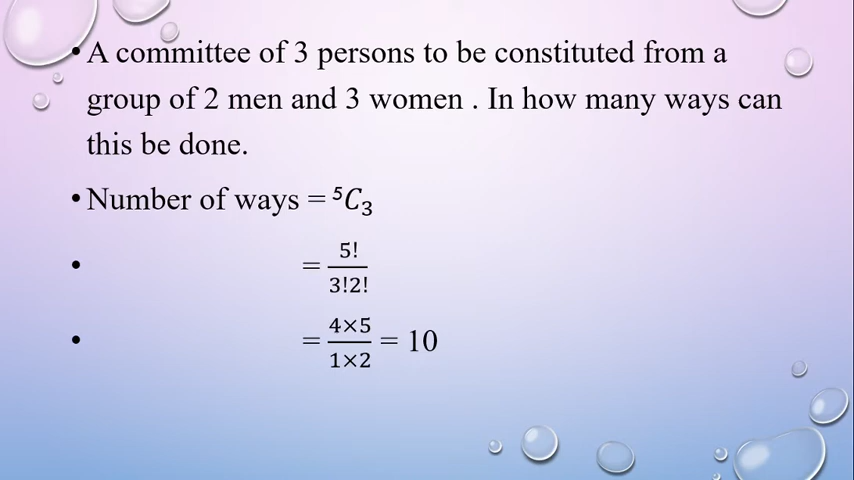 • A committee of 3 persons to be constituted from a
group of 2 men and 3 women . In how many ways can
this be done.
• Number of ways = ⁵C₃
• = 5!/3!2!
• = 4×5/1×2 = 10